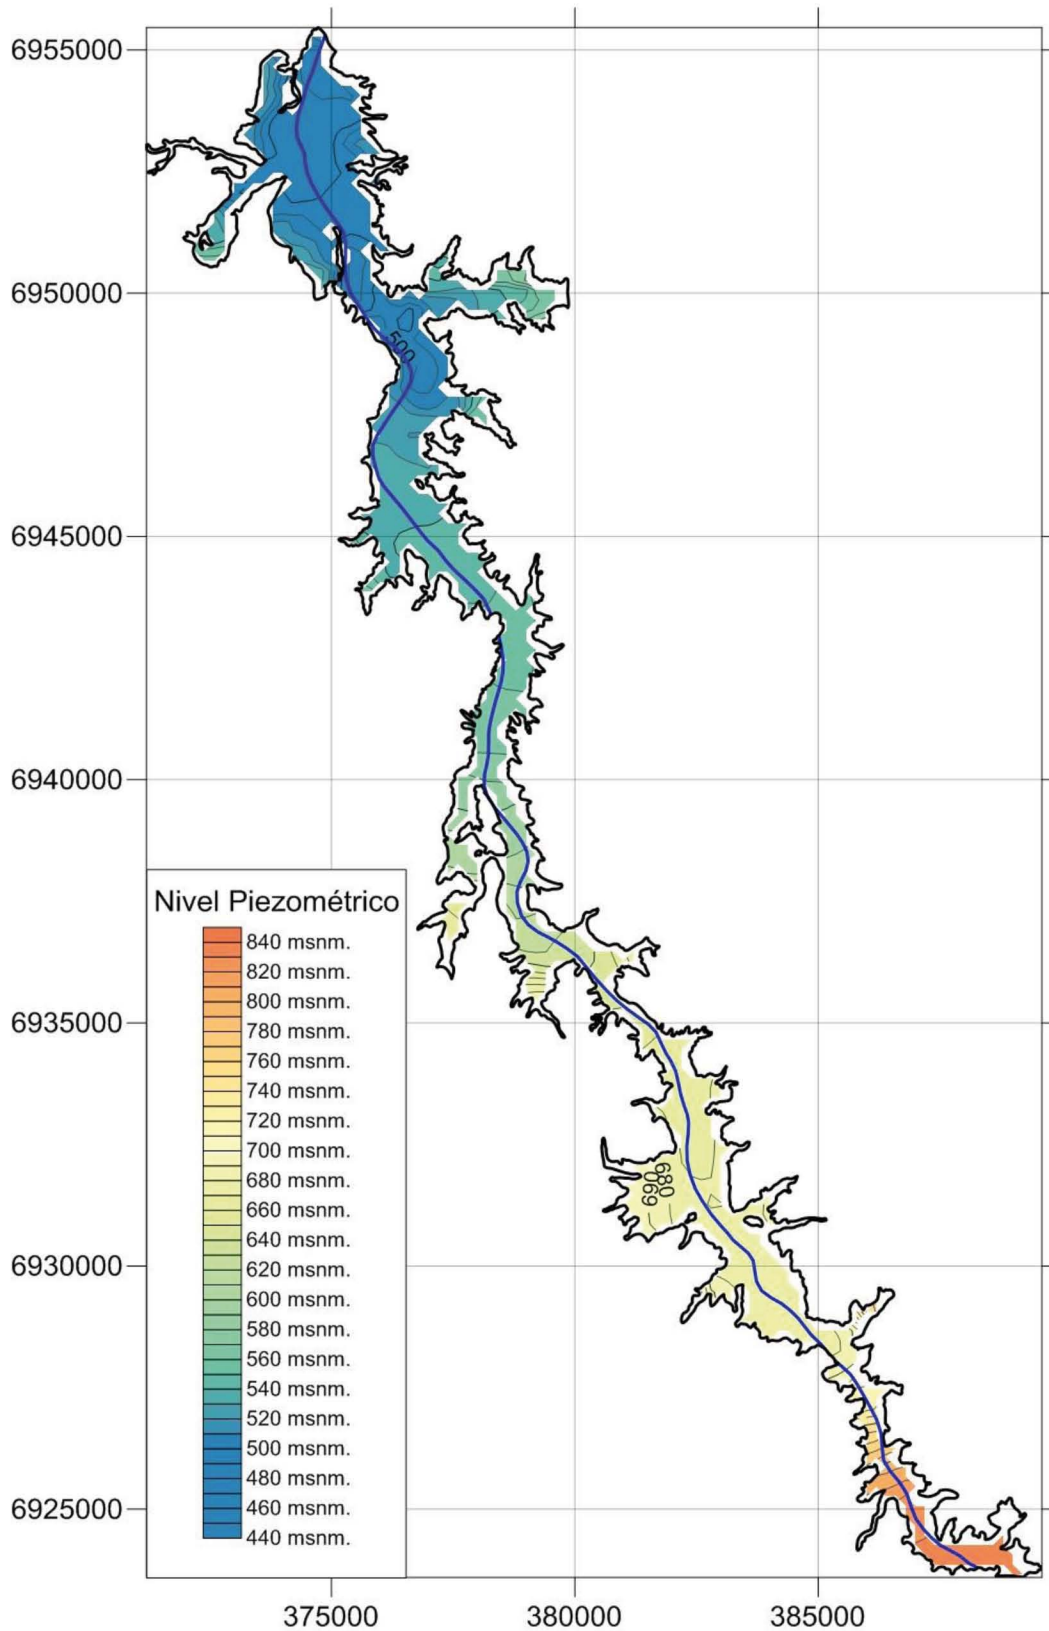 6955000
6950000
500
6945000
6940000
6935000
680
690
6930000
6925000
Nivel Piezométrico
840 msnm.
820 msnm.
800 msnm.
780 msnm.
760 msnm.
740 msnm.
720 msnm.
700 msnm.
680 msnm.
660 msnm.
640 msnm.
620 msnm.
600 msnm.
580 msnm.
560 msnm.
540 msnm.
520 msnm.
500 msnm.
480 msnm.
460 msnm.
440 msnm.
375000
380000
385000